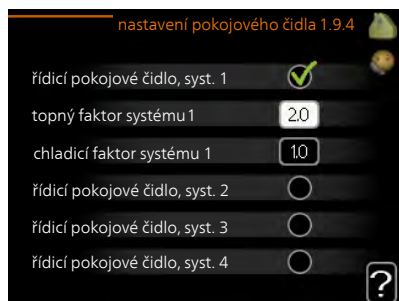 nastavení pokojového čidla 1.9.4
řídicí pokojové čidlo, syst. 1
topný faktor systému 1
2.0
chladicí faktor systému 1
1.0
řídicí pokojové čidlo, syst. 2
řídicí pokojové čidlo, syst. 3
řídicí pokojové čidlo, syst. 4
?